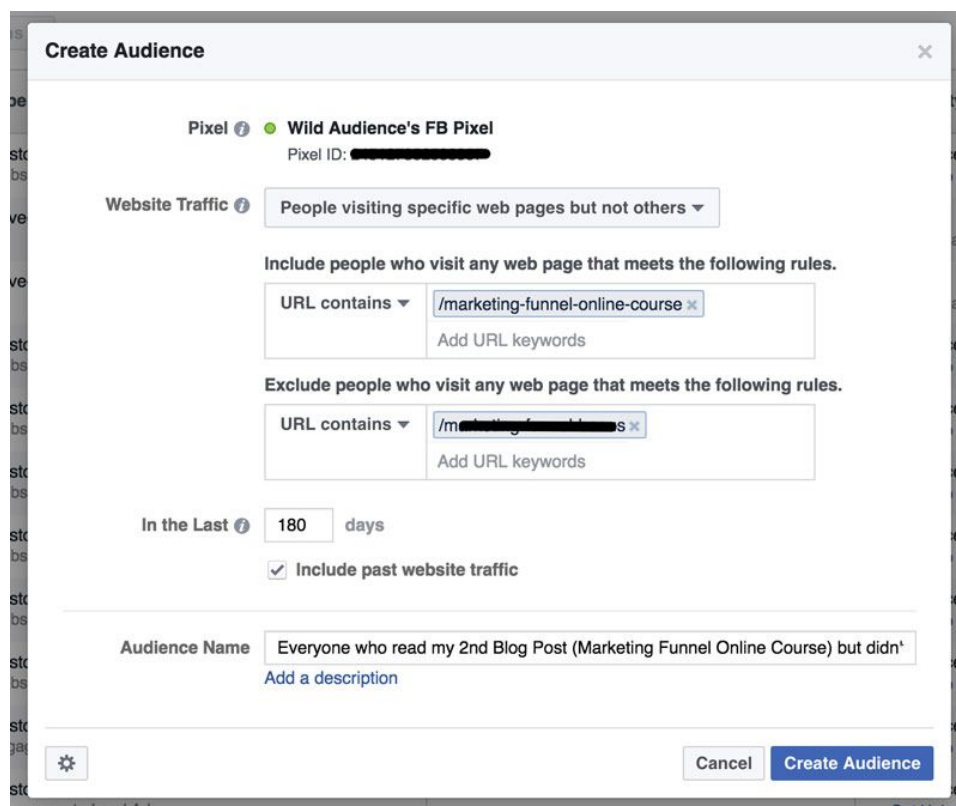 Create Audience ×
Pixel
Wild Audience's FB Pixel
Pixel ID:
Website Traffic
People visiting specific web pages but not others
Include people who visit any web page that meets the following rules.
URL contains /marketing-funnel-online-course ×
Add URL keywords
Exclude people who visit any web page that meets the following rules.
URL contains ×
Add URL keywords
In the Last 180 days
Include past website traffic
Audience Name Everyone who read my 2nd Blog Post (Marketing Funnel Online Course) but didn'
Add a description
Cancel Create Audience